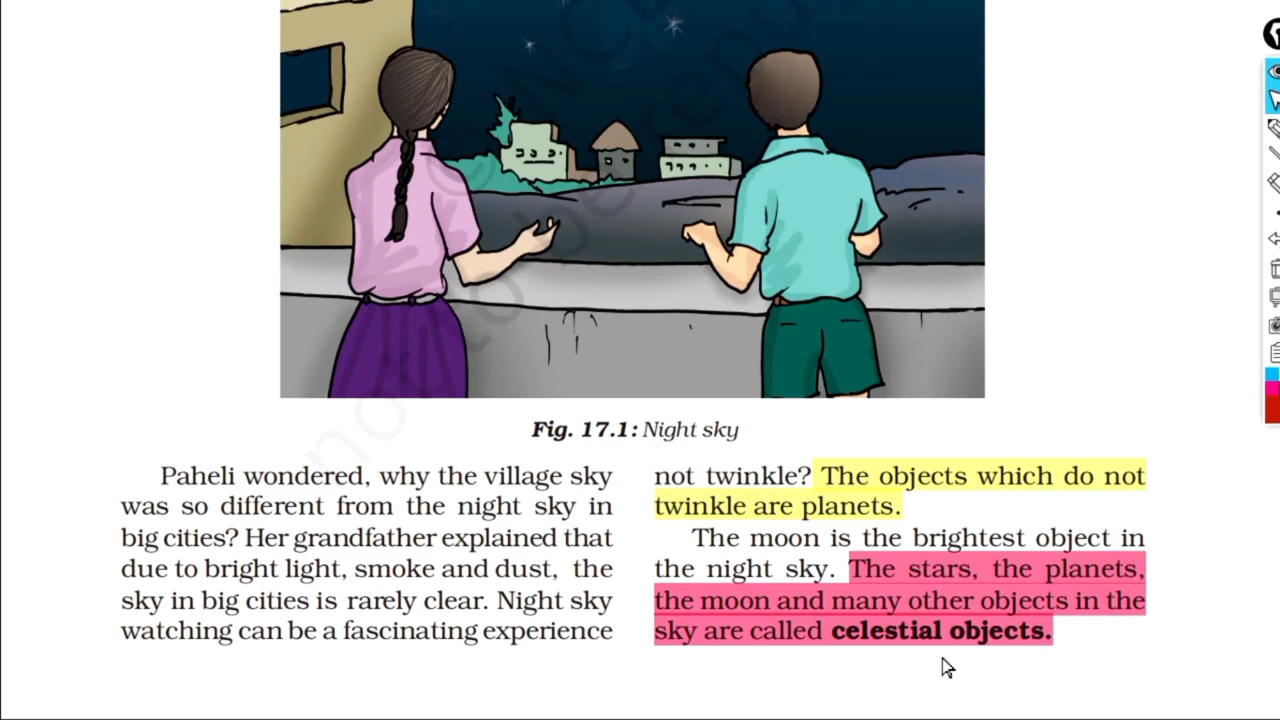 Fig. 17.1: Night sky
Paheli wondered, why the village sky
was so different from the night sky in
big cities? Her grandfather explained that
due to bright light, smoke and dust, the
sky in big cities is rarely clear. Night sky
watching can be a fascinating experience
not twinkle? The objects which do not
twinkle are planets.
The moon is the brightest object in
the night sky. The stars, the planets,
the moon and many other objects in the
sky are called celestial objects.